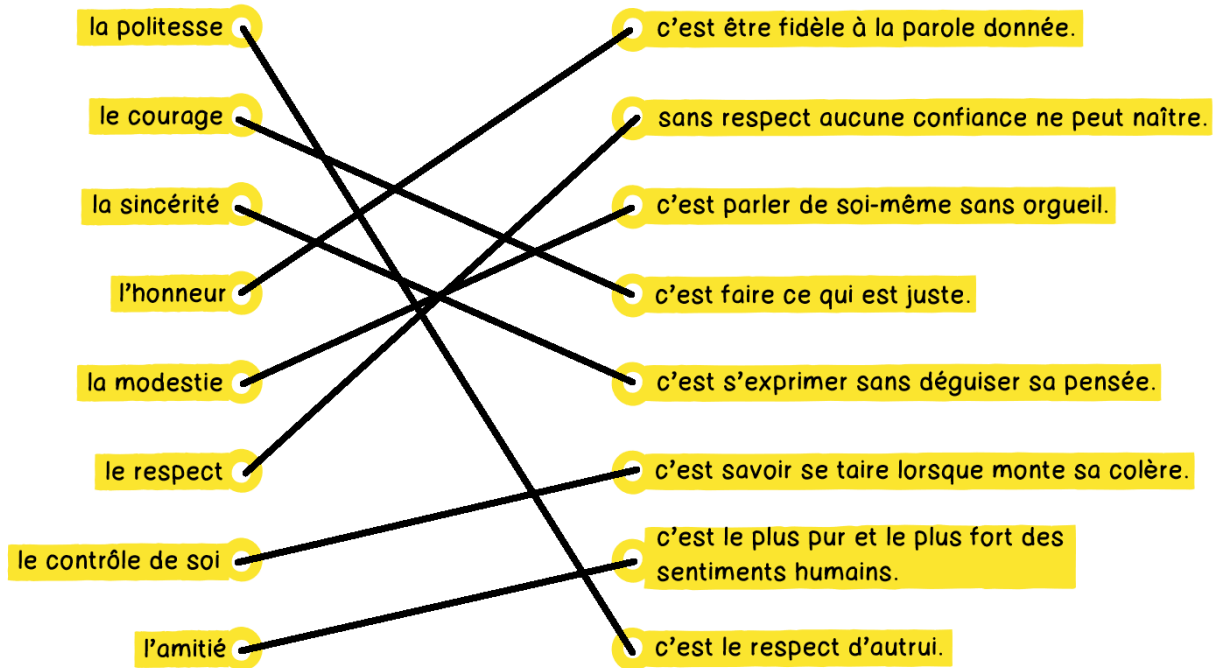 la politesse
c'est être fidèle à la parole donnée.
le courage
sans respect aucune confiance ne peut naître.
la sincérité
c'est parler de soi-même sans orgueil.
l'honneur
c'est faire ce qui est juste.
la modestie
c'est s'exprimer sans déguiser sa pensée.
le respect
c'est savoir se taire lorsque monte sa colère.
le contrôle de soi
c'est le plus pur et le plus fort des
sentiments humains.
l'amitié
c'est le respect d'autrui.